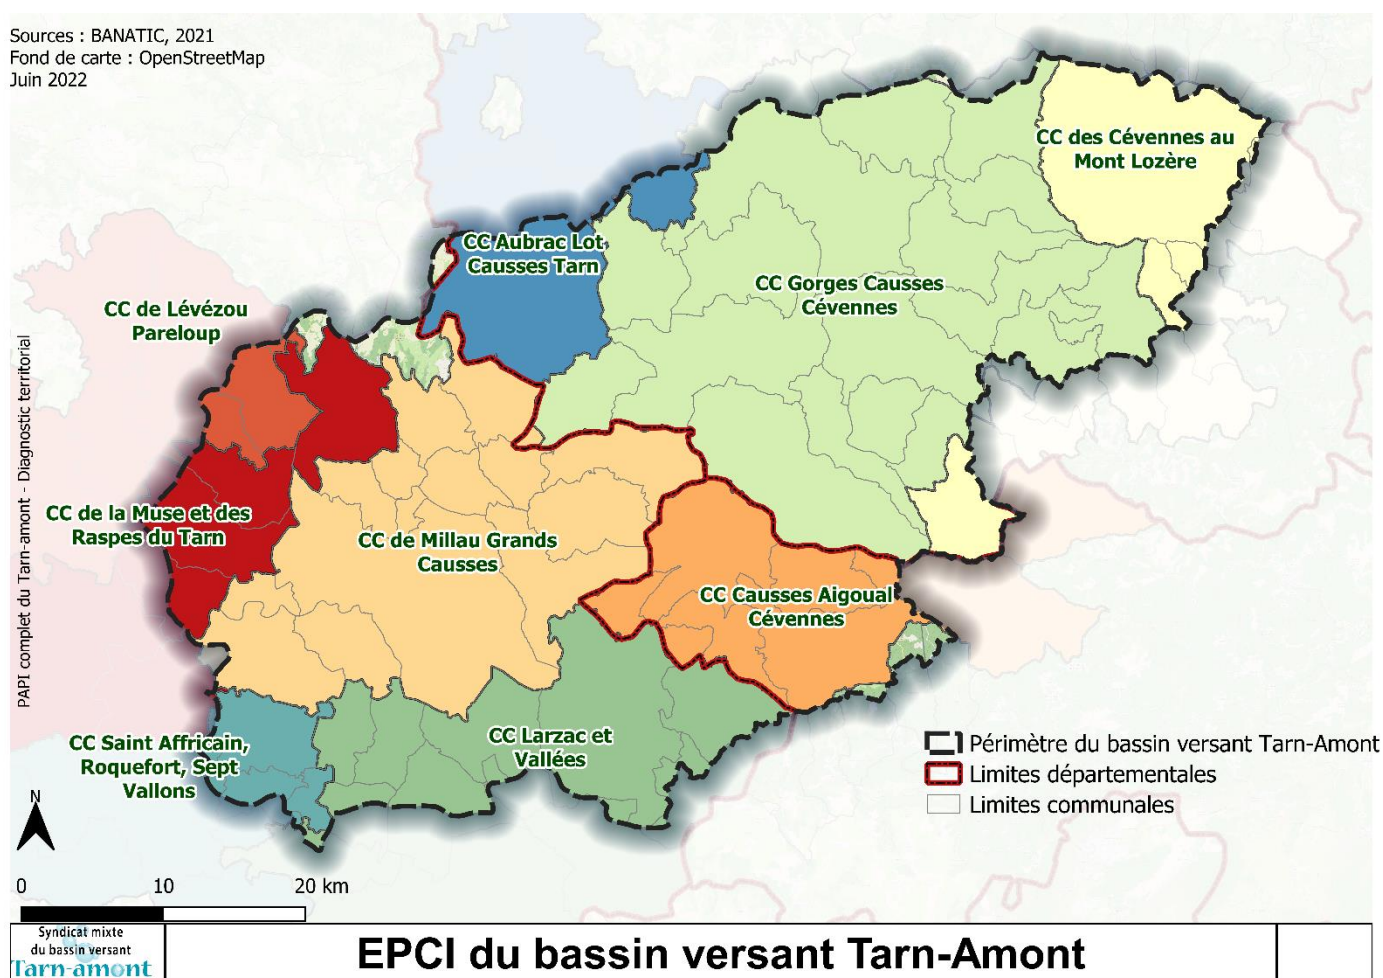 Sources : BANATIC, 2021
Fond de carte : OpenStreetMap
Juin 2022
CC des Cévennes au
Mont Lozère
CC Aubrac Lot
Causses Tarn
CC Gorges Causses
Cévennes
CC de Lévézou
Pareloup
PAPI complet du Tarn-amont - Diagnostic territorial
CC de la Muse et des
Raspes du Tarn
CC de Millau Grands
Causses
CC Causses Aigoual
Cévennes
CC Saint Affricain,
Roquefort, Sept
Vallons
CC Larzac et
Vallées
Périmètre du bassin versant Tarn-Amont
Limites départementales
Limites communales
N
0 10 20 km
Syndicat mixte
du bassin versant
Tarn-amont
EPCI du bassin versant Tarn-Amont